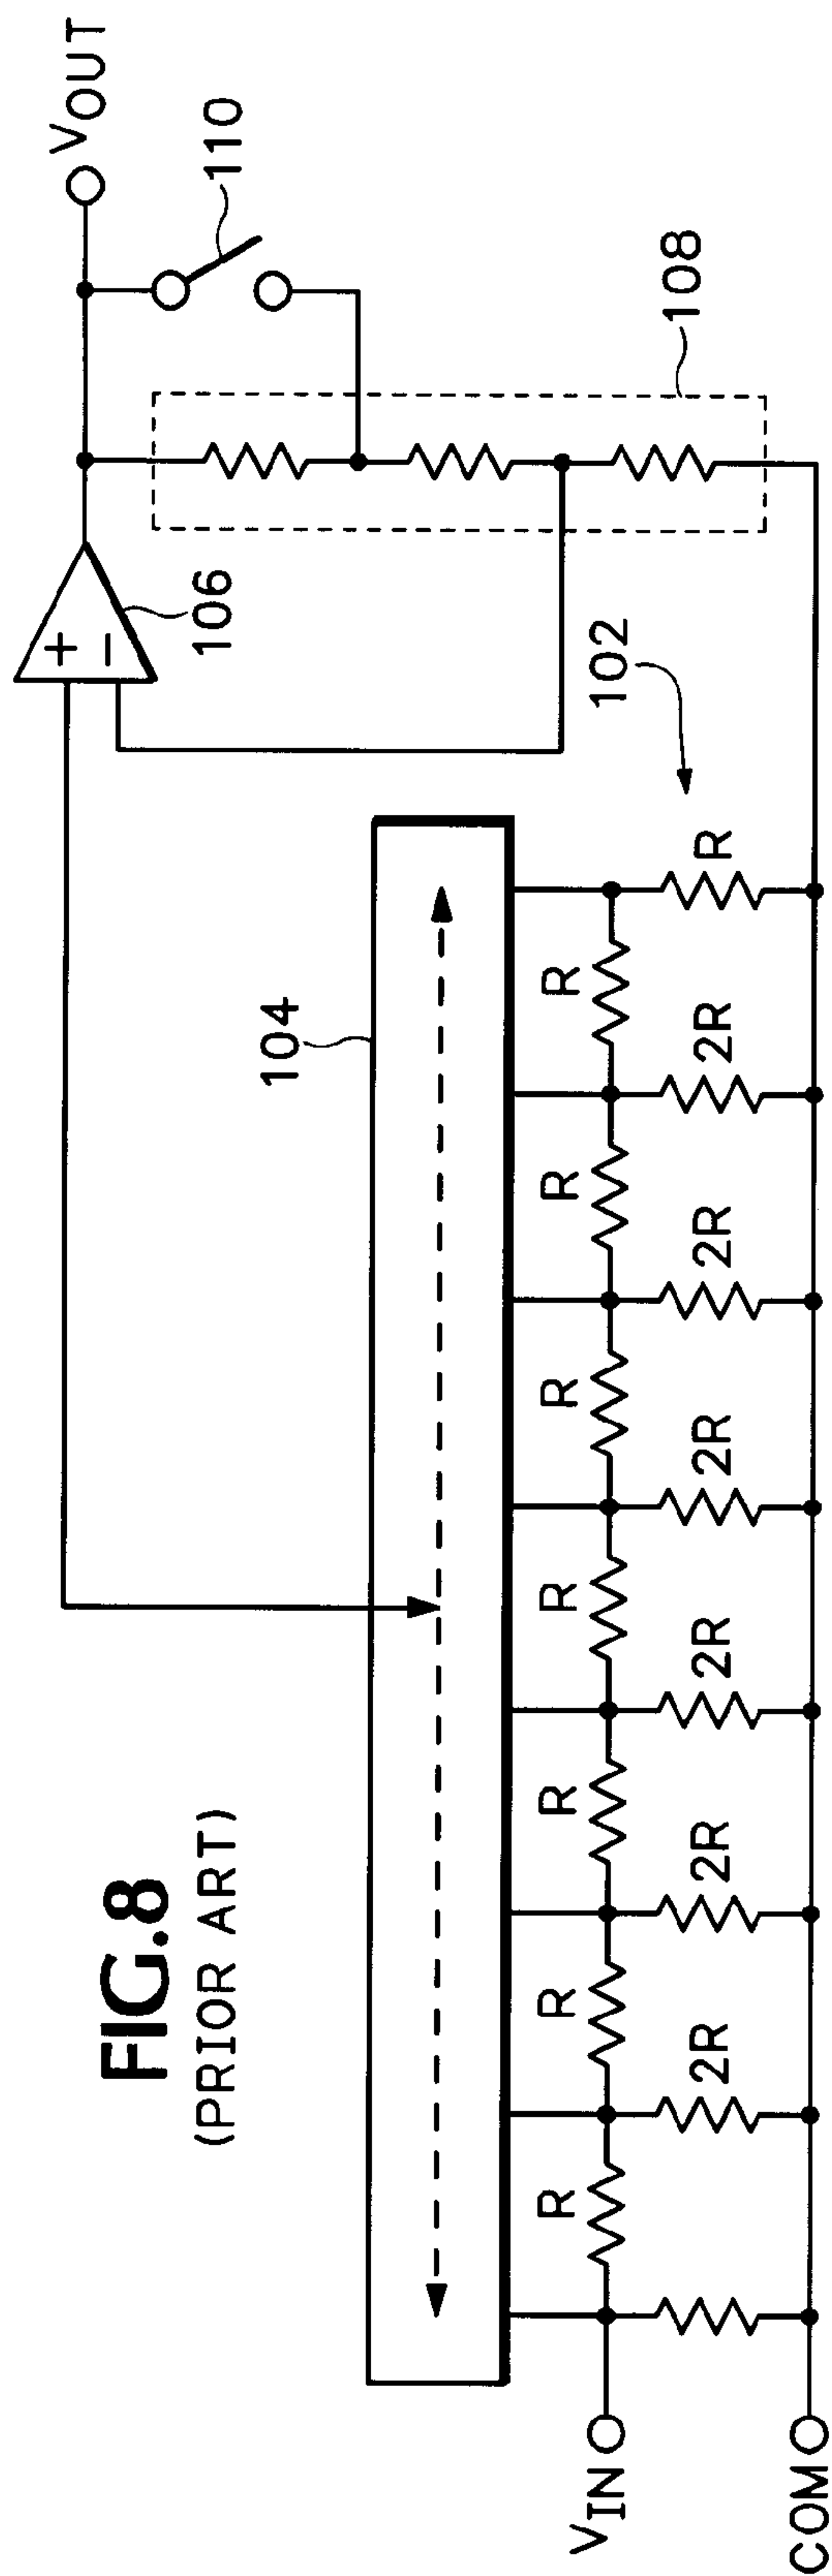 FIG.8
(PRIOR ART)
104
106
+
−
VOUT
110
108
102
R
R
R
R
R
R
R
2R
2R
2R
2R
2R
2R
R
VIN
COM